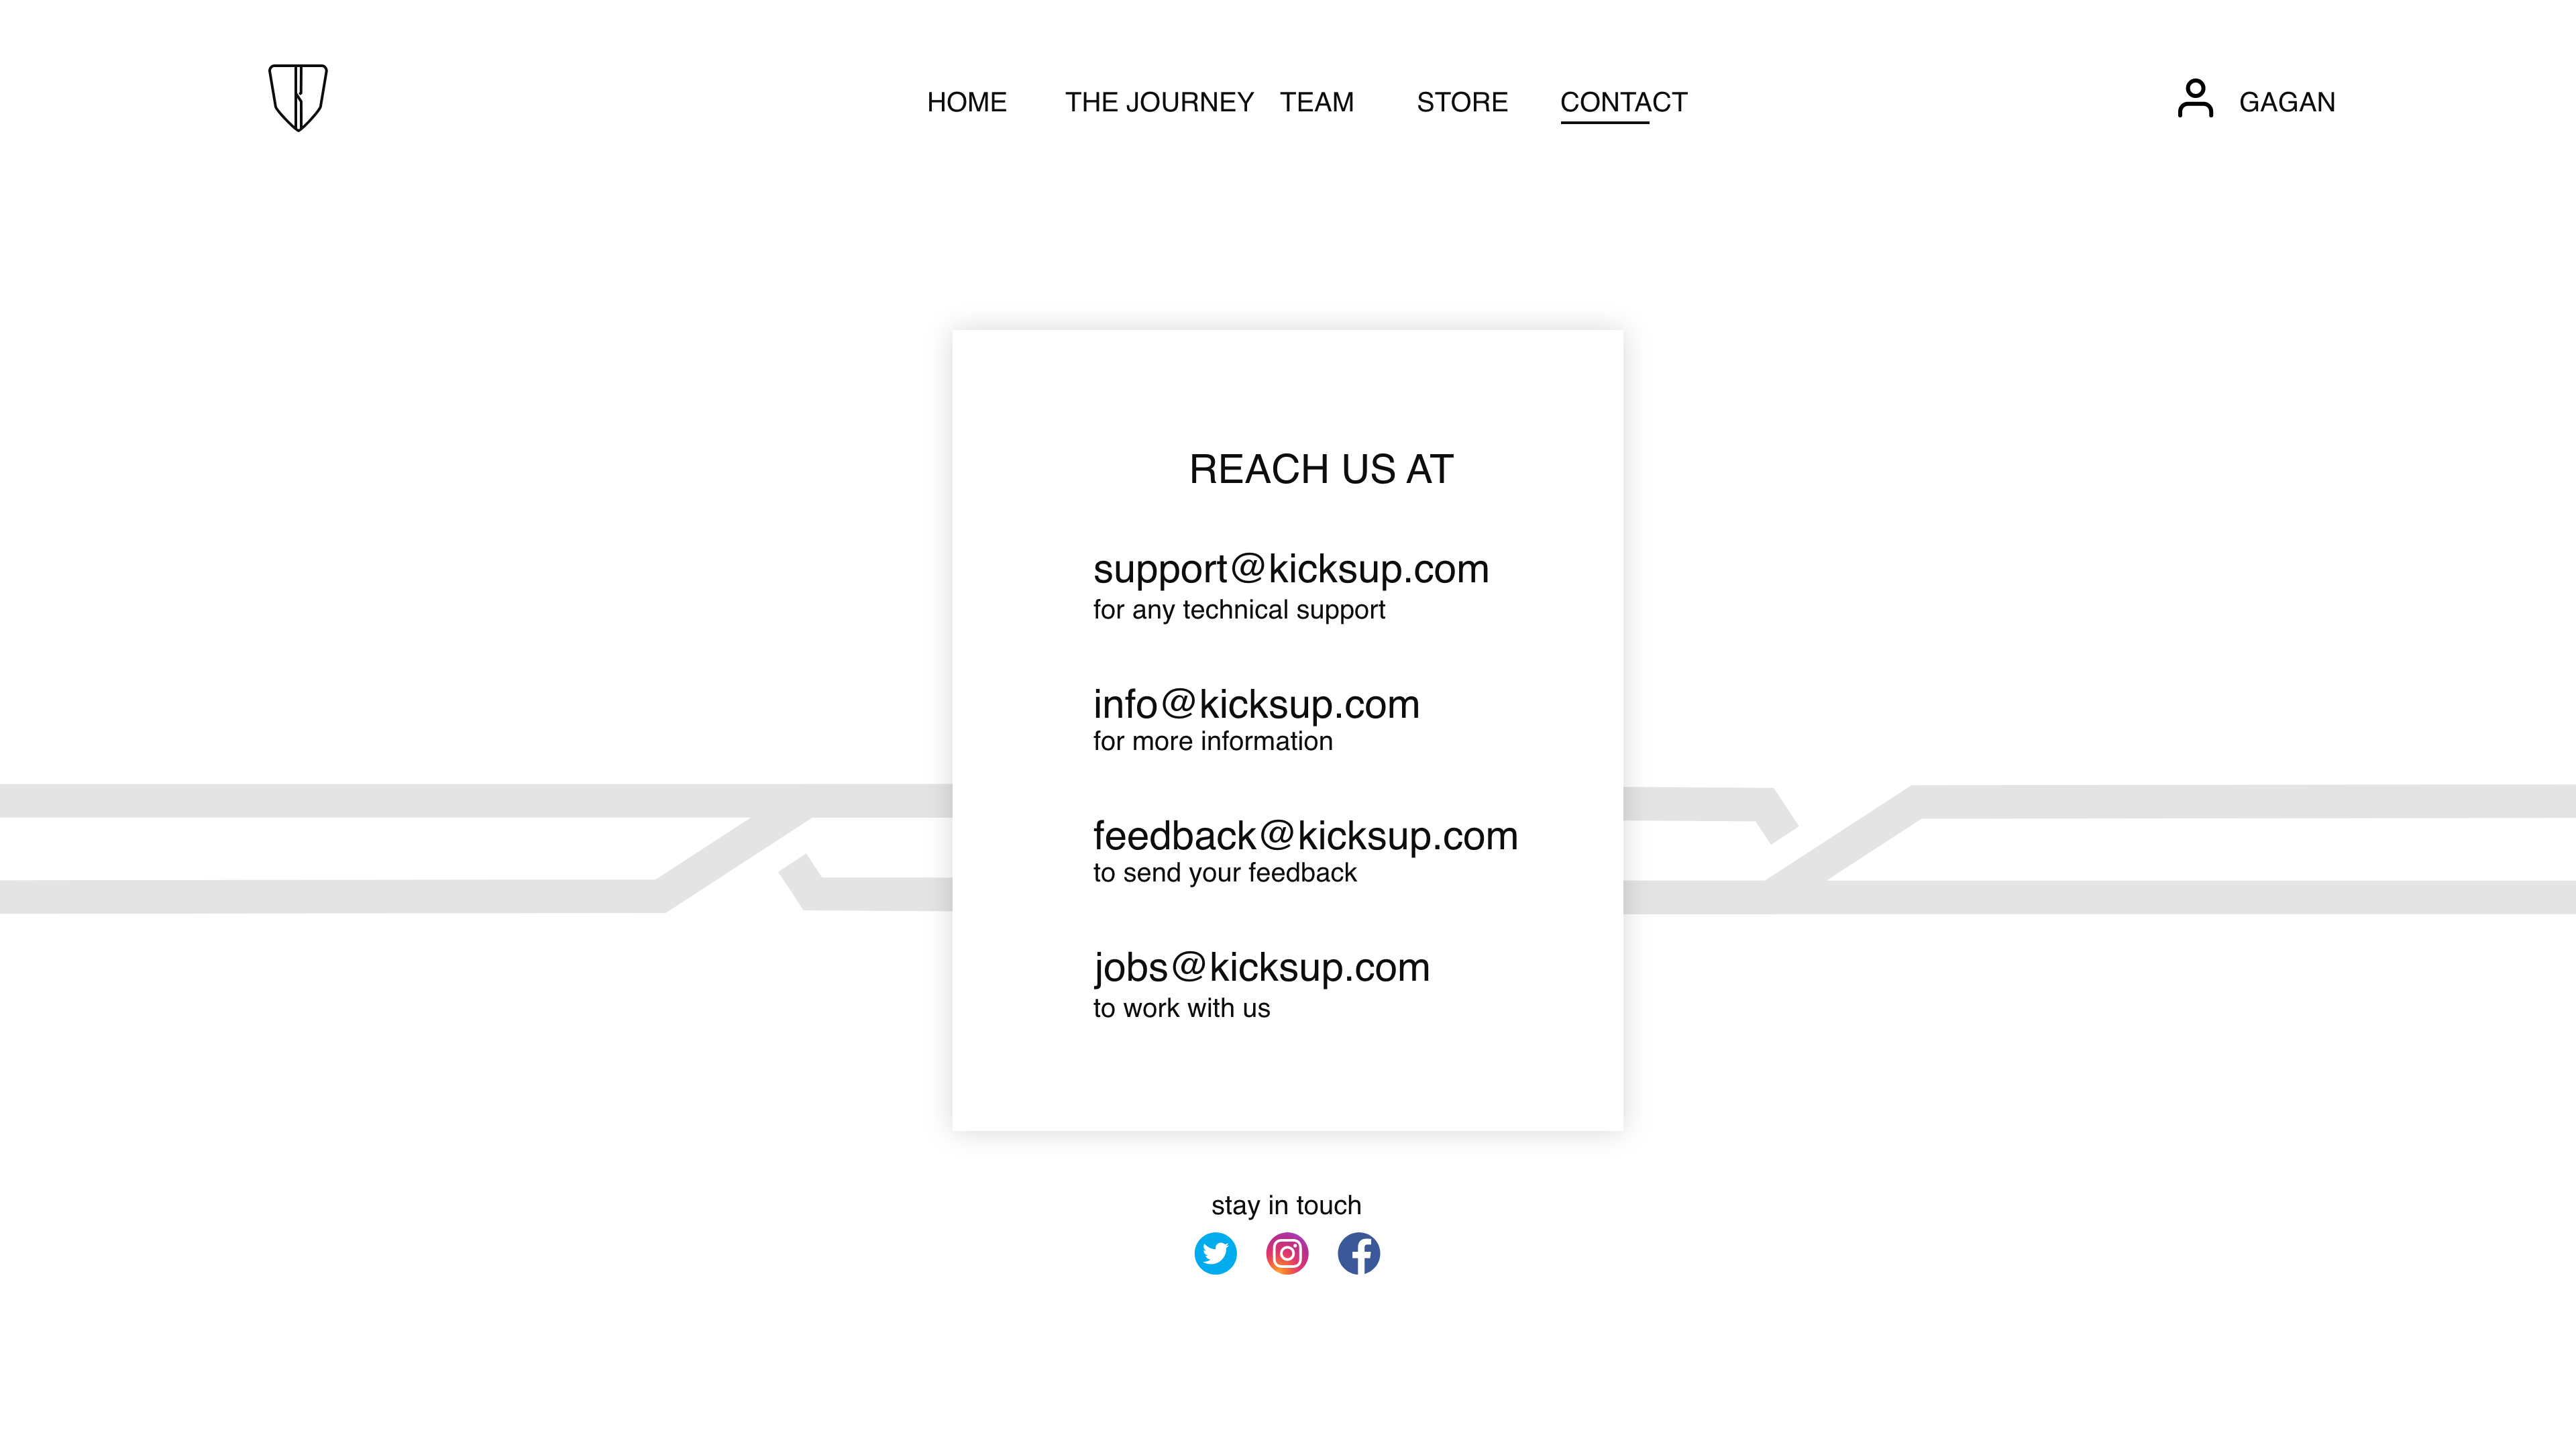 HOME THE JOURNEY TEAM STORE CONTACT GAGAN
REACH US AT
support@kicksup.com
for any technical support
info@kicksup.com
for more information
feedback@kicksup.com
to send your feedback
jobs@kicksup.com
to work with us
stay in touch